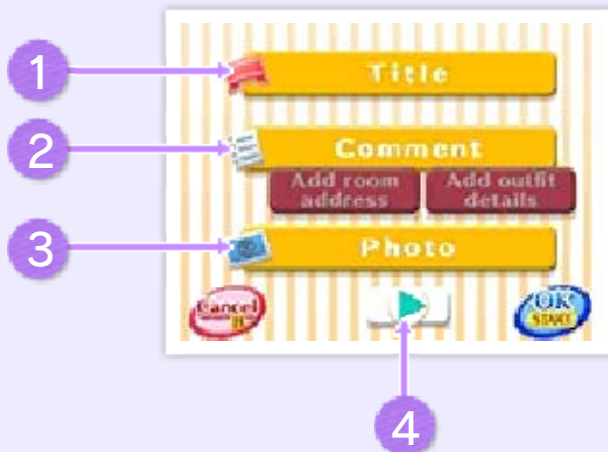 1
Title
2
Comment
Add room address
Add outfit details
3
Photo
Cancel
B
OK
START
4